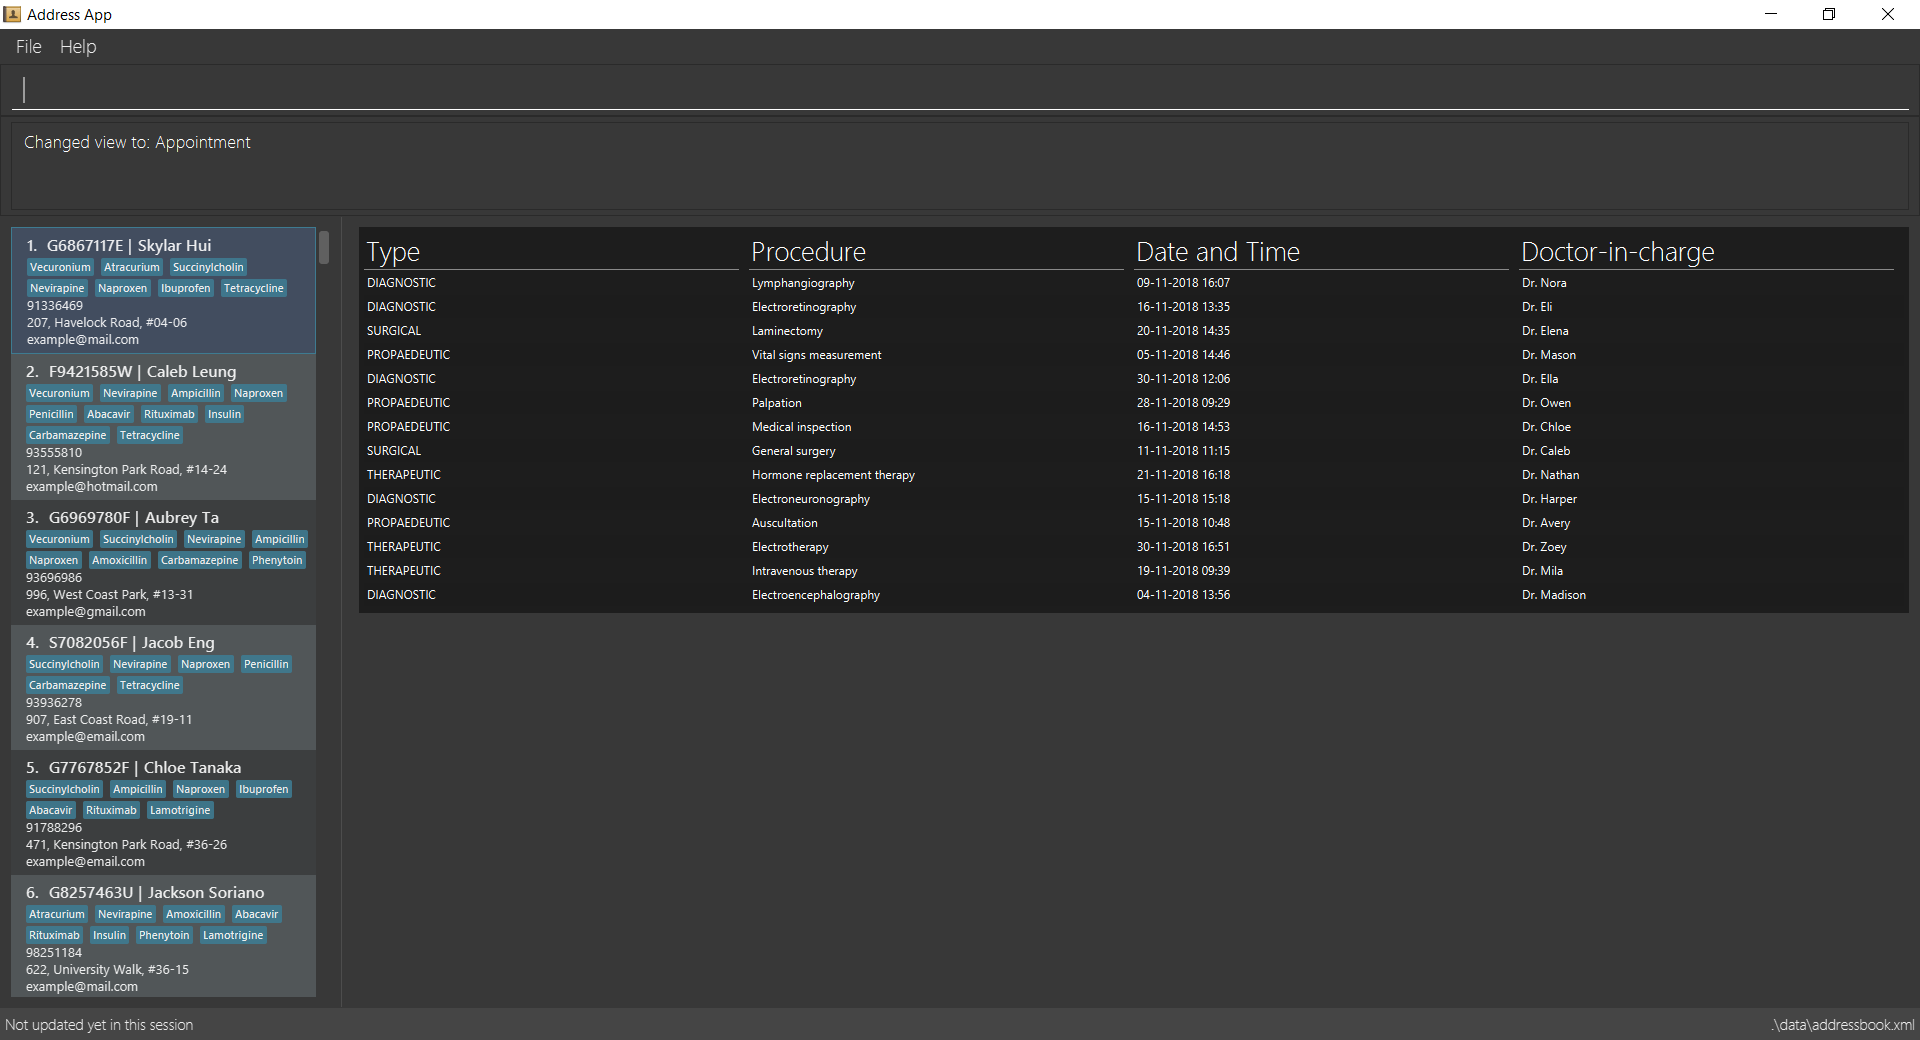 Address App
File Help
Changed view to: Appointment
1. G6867117E | Skylar Hui
Vecuronium Atracurium Succinylcholin
Nevirapine Naproxen Ibuprofen Tetracycline
91336469
207, Havelock Road, #04-06
example@mail.com
2. F9421585W | Caleb Leung
Vecuronium Nevirapine Ampicillin Naproxen
Penicillin Abacavir Rituximab Insulin
Carbamazepine Tetracycline
93555810
121, Kensington Park Road, #14-24
example@hotmail.com
3. G6969780F | Aubrey Ta
Vecuronium Succinylcholin Nevirapine Ampicillin
Naproxen Amoxicillin Carbamazepine Phenytoin
93696986
996, West Coast Park, #13-31
example@gmail.com
4. S7082056F | Jacob Eng
Succinylcholin Nevirapine Naproxen Penicillin
Carbamazepine Tetracycline
93936278
907, East Coast Road, #19-11
example@email.com
5. G7767852F | Chloe Tanaka
Succinylcholin Ampicillin Naproxen Ibuprofen
Abacavir Rituximab Lamotrigine
91788296
471, Kensington Park Road, #36-26
example@email.com
6. G8257463U | Jackson Soriano
Atracurium Nevirapine Amoxicillin Abacavir
Rituximab Insulin Phenytoin Lamotrigine
98251184
622, University Walk, #36-15
example@mail.com
Type Procedure Date and Time Doctor-in-charge
DIAGNOSTIC Lymphangiography 09-11-2018 16:07 Dr. Nora
DIAGNOSTIC Electroretinography 16-11-2018 13:35 Dr. Eli
SURGICAL Laminectomy 20-11-2018 14:35 Dr. Elena
PROPAEDEUTIC Vital signs measurement 05-11-2018 14:46 Dr. Mason
DIAGNOSTIC Electroretinography 30-11-2018 12:06 Dr. Ella
PROPAEDEUTIC Palpation 28-11-2018 09:29 Dr. Owen
PROPAEDEUTIC Medical inspection 16-11-2018 14:53 Dr. Chloe
SURGICAL General surgery 11-11-2018 11:15 Dr. Caleb
THERAPEUTIC Hormone replacement therapy 21-11-2018 16:18 Dr. Nathan
DIAGNOSTIC Electroneuronography 15-11-2018 15:18 Dr. Harper
PROPAEDEUTIC Auscultation 15-11-2018 10:48 Dr. Avery
THERAPEUTIC Electrotherapy 30-11-2018 16:51 Dr. Zoey
THERAPEUTIC Intravenous therapy 19-11-2018 09:39 Dr. Mila
DIAGNOSTIC Electroencephalography 04-11-2018 13:56 Dr. Madison
Not updated yet in this session
.\data\addressbook.xml